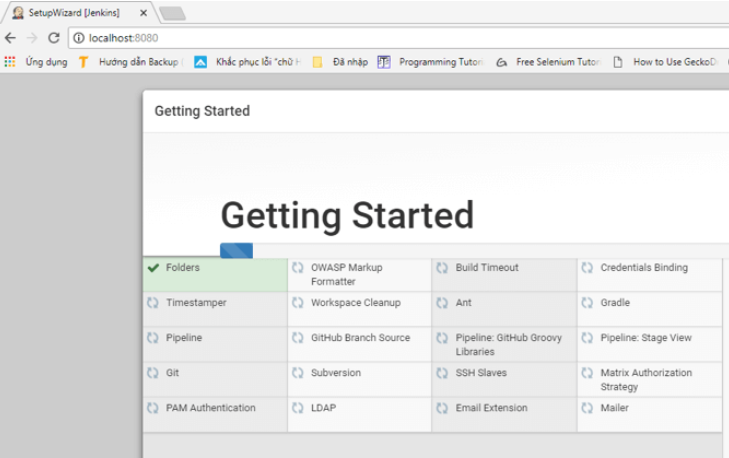 SetupWizard [Jenkins]
localhost:8080
Ứng dụng Hướng dẫn Backup Khắc phục lỗi "chữ H Đã nhập Programming Tutori Free Selenium Tutor How to Use GeckoD
Getting Started
Getting Started
Folders OWASP Markup Formatter Build Timeout Credentials Binding
Timestamper Workspace Cleanup Ant Gradle
Pipeline GitHub Branch Source Pipeline: GitHub Groovy Libraries Pipeline: Stage View
Git Subversion SSH Slaves Matrix Authorization Strategy
PAM Authentication LDAP Email Extension Mailer